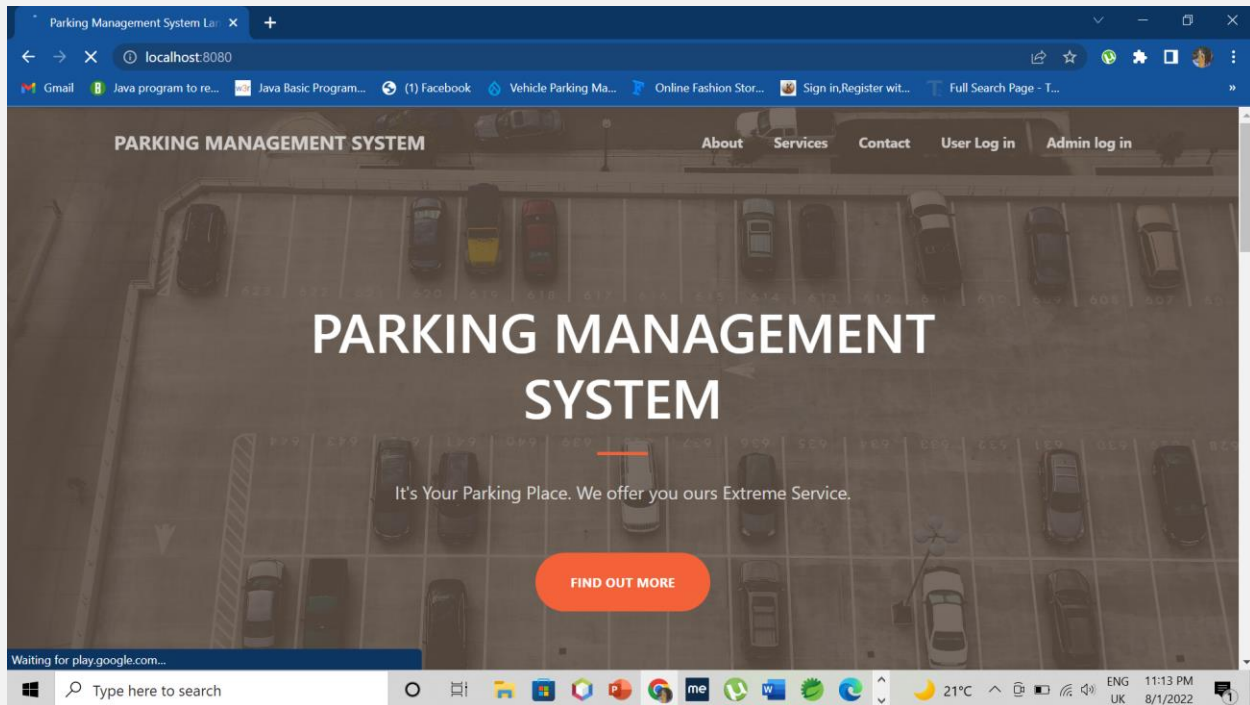 Parking Management System Lan
localhost:8080
Gmail
Java program to re...
Java Basic Program...
(1) Facebook
Vehicle Parking Ma...
Online Fashion Stor...
Sign in,Register wit...
Full Search Page - T...
»
PARKING MANAGEMENT SYSTEM
About
Services
Contact
User Log in
Admin log in
PARKING MANAGEMENT
SYSTEM
It's Your Parking Place. We offer you ours Extreme Service.
FIND OUT MORE
Waiting for play.google.com...
Type here to search
me
21°C
ENG
UK
11:13 PM
8/1/2022
1